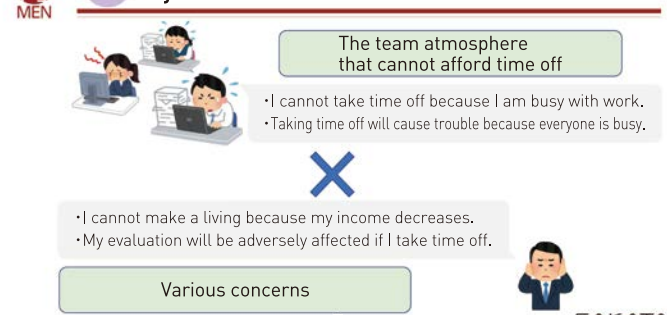 MEN
The team atmosphere
that cannot afford time off
・I cannot take time off because I am busy with work.
・Taking time off will cause trouble because everyone is busy.
・I cannot make a living because my income decreases.
・My evaluation will be adversely affected if I take time off.
Various concerns